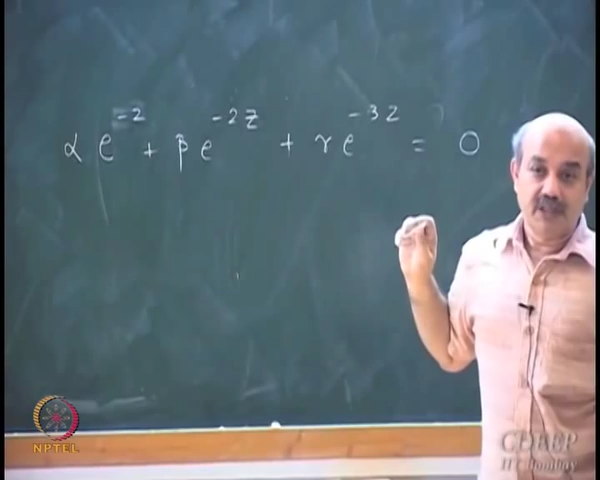 α e^{-z} + β e^{-2z} + γ e^{-3z} = 0
NPTEL
CDEEP
IIT Bombay